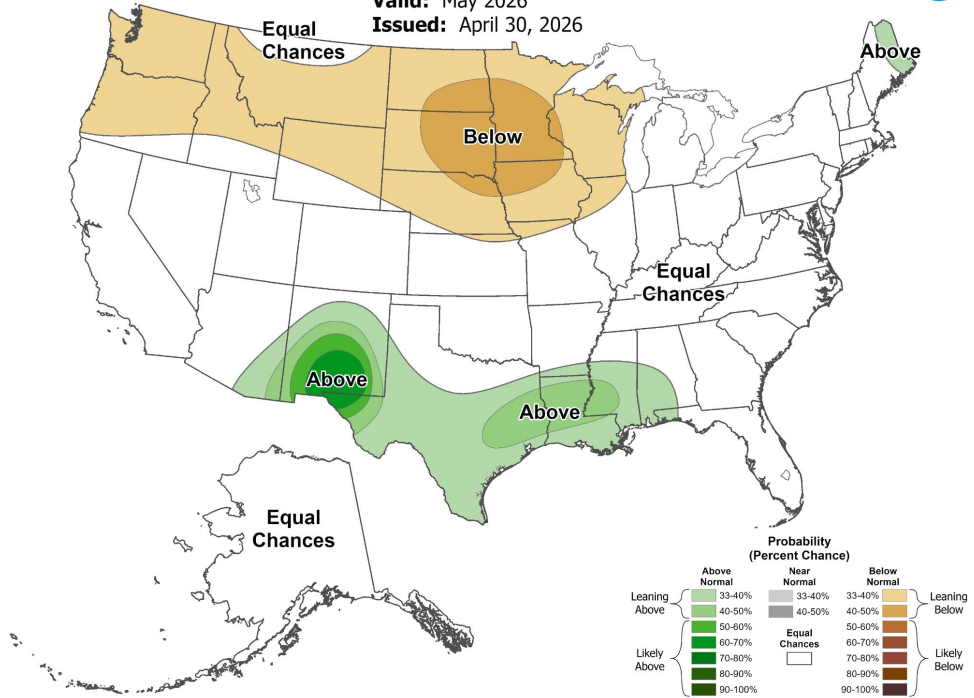 Valid: May 2026
Issued: April 30, 2026
Equal
Chances
Above
Below
Equal
Chances
Above
Above
Equal
Chances
Probability
(Percent Chance)
Above
Normal
Near
Normal
Below
Normal
Leaning
Above
33-40%
40-50%
33-40%
40-50%
33-40%
40-50%
Leaning
Below
Likely
Above
50-60%
60-70%
70-80%
80-90%
90-100%
Equal
Chances
50-60%
60-70%
70-80%
80-90%
90-100%
Likely
Below